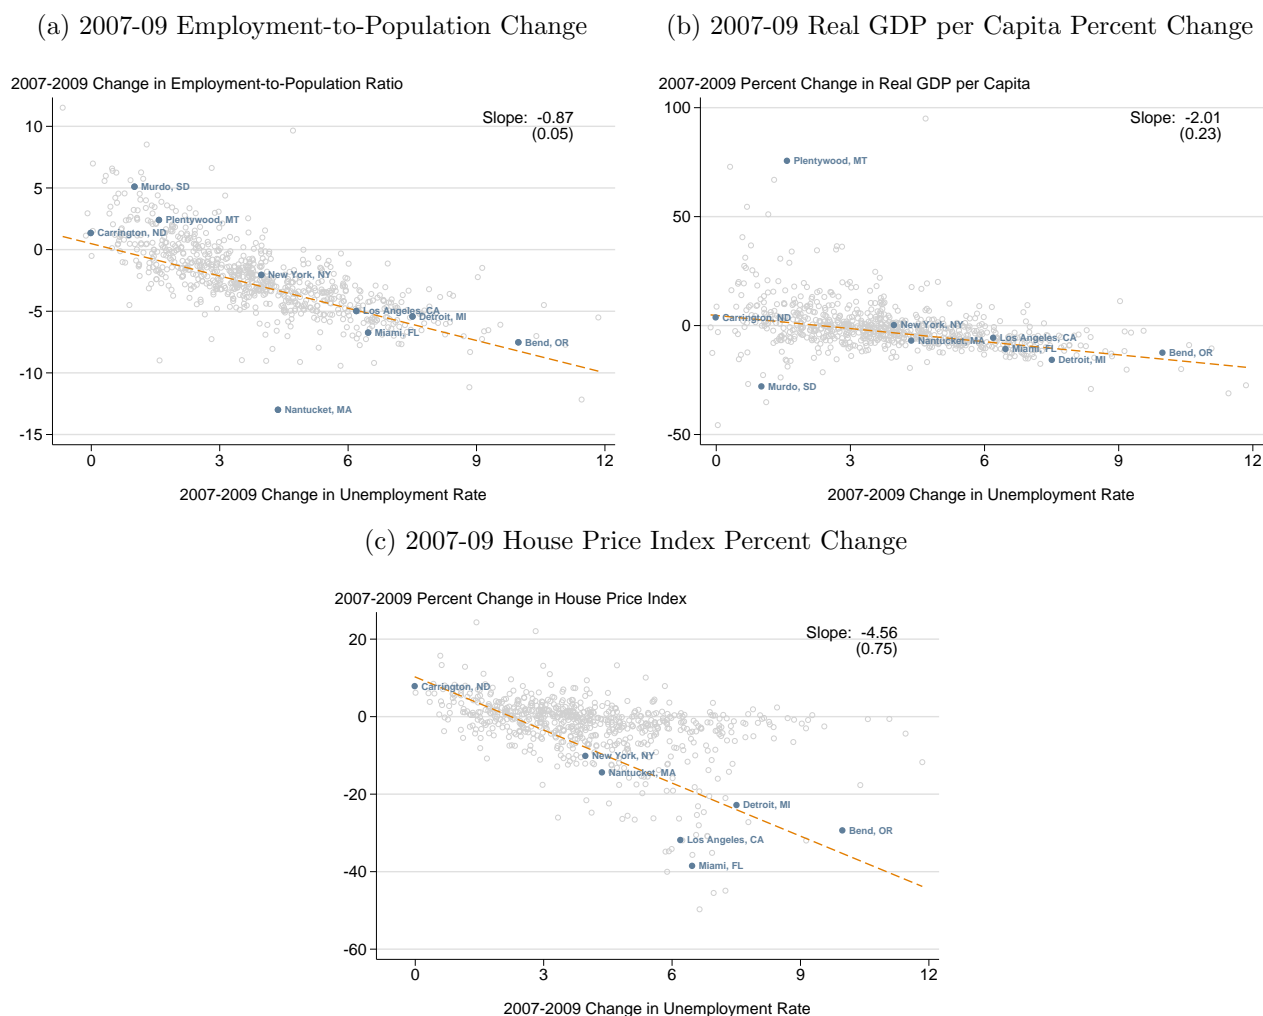 (a) 2007-09 Employment-to-Population Change
2007-2009 Change in Employment-to-Population Ratio
Slope: -0.87
(0.05)
10
5
0
-5
-10
-15
Murdo, SD
Plentywood, MT
Carrington, ND
New York, NY
Los Angeles, CA
Detroit, MI
Miami, FL
Bend, OR
Nantucket, MA
0 3 6 9 12
2007-2009 Change in Unemployment Rate
(b) 2007-09 Real GDP per Capita Percent Change
2007-2009 Percent Change in Real GDP per Capita
Slope: -2.01
(0.23)
100
50
0
-50
Plentywood, MT
Carrington, ND
New York, NY
Nantucket, MA
Los Angeles, CA
Miami, FL
Detroit, MI
Bend, OR
Murdo, SD
0 3 6 9 12
2007-2009 Change in Unemployment Rate
(c) 2007-09 House Price Index Percent Change
2007-2009 Percent Change in House Price Index
Slope: -4.56
(0.75)
20
0
-20
-40
-60
Carrington, ND
New York, NY
Nantucket, MA
Detroit, MI
Bend, OR
Los Angeles, CA
Miami, FL
0 3 6 9 12
2007-2009 Change in Unemployment Rate